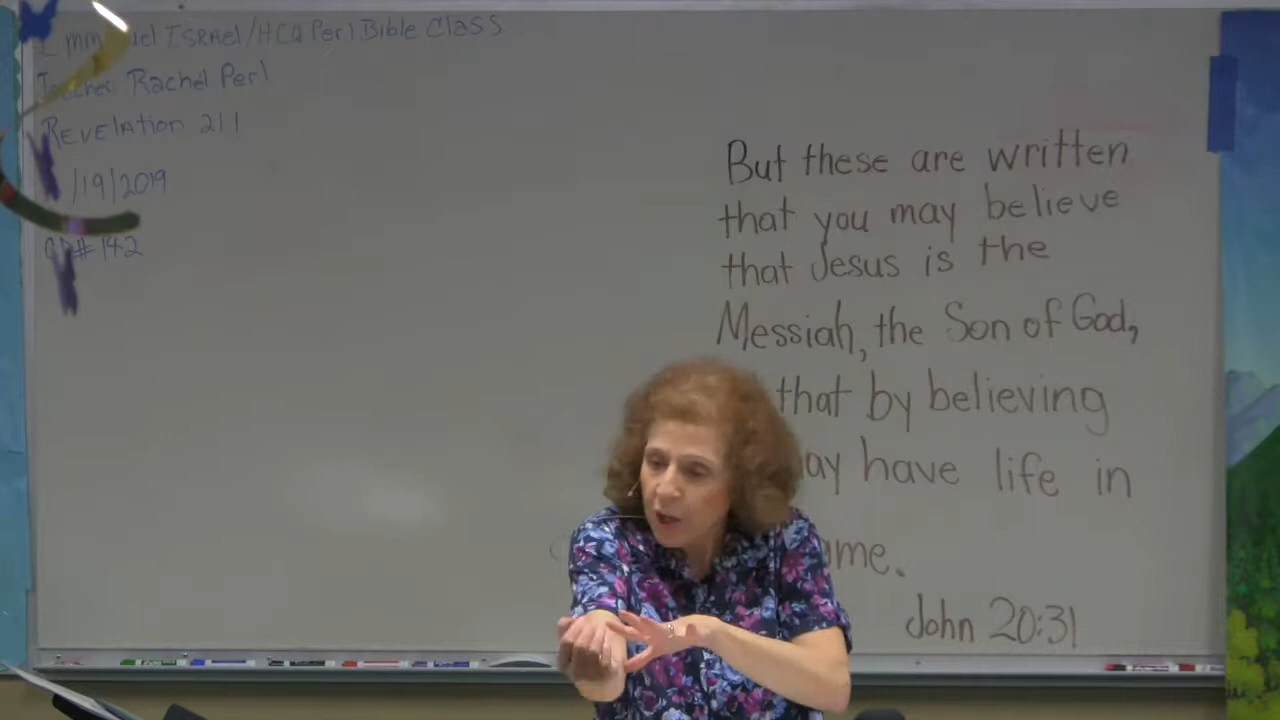 ISRAEL/HCQ Perl Bible Class
Rachel Perl
REVELATION 211
/19/2019
#142
But these are written
that you may believe
that Jesus is the
Messiah, the Son of God,
that by believing
have life in
John 20:31